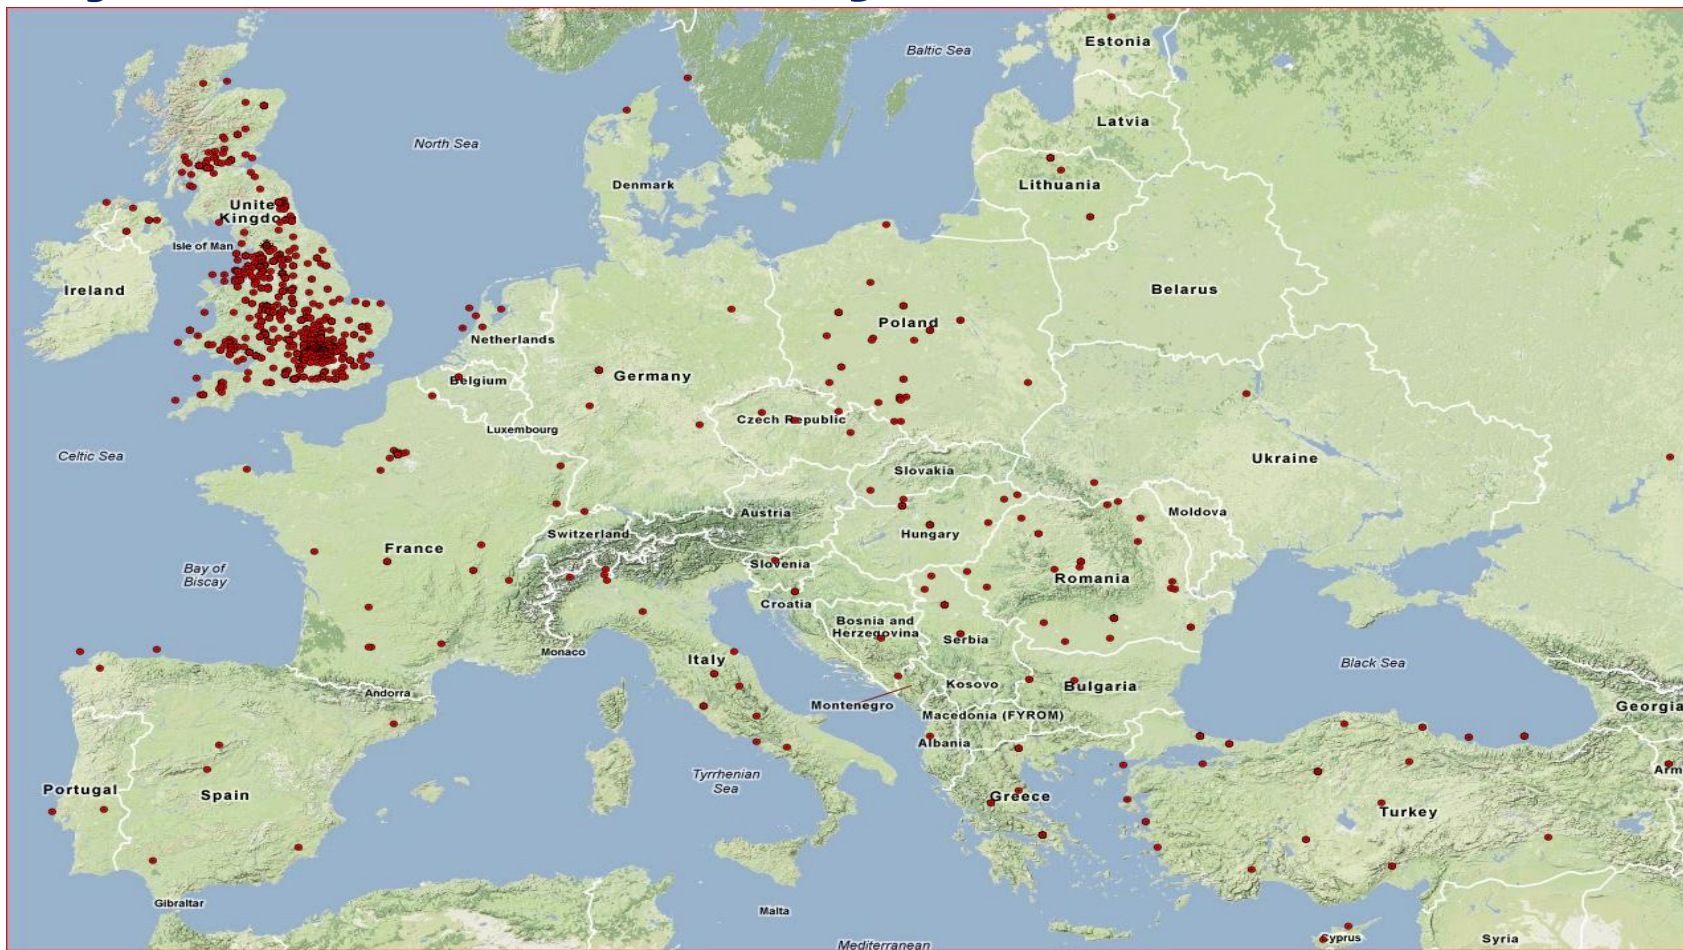 Estonia
Baltic Sea
Latvia
North Sea
Lithuania
Denmark
United
Kingdom
Isle of Man
Ireland
Belarus
Poland
Netherlands
Germany
Belgium
Czech Republic
Luxembourg
Celtic Sea
Ukraine
Slovakia
Austria
Moldova
Switzerland
Hungary
France
Slovenia
Bay of
Biscay
Romania
Croatia
Bosnia and
Herzegovina
Serbia
Monaco
Italy
Black Sea
Andorra
Kosovo
Bulgaria
Montenegro
Georgia
Macedonia (FYROM)
Albania
Tyrrhenian
Sea
Arm
Portugal
Spain
Greece
Turkey
Gibraltar
Malta
Cyprus
Syria
Mediterranean